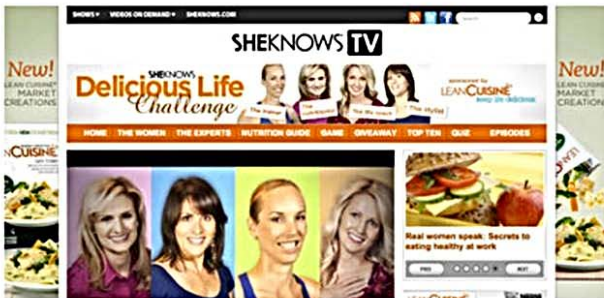 SHOWS
VIDEOS ON DEMAND
SHEKNOWS.COM
SHEKNOWS TV
SHEKNOWS
Delicious Life
Challenge
The trainer
The stylist
sponsored by
LEAN CUISINE
HOME THE WOMEN THE EXPERTS NUTRITION GUIDE GAME GIVEAWAY TOP TEN QUIZ EPISODES
New!
LEAN CUISINE
MARKET
CREATIONS
CUISINE
Real women speak: Secrets to
eating healthy at work
PREV
NEXT
New!
LEAN CUISINE
MARKET
CREATIONS